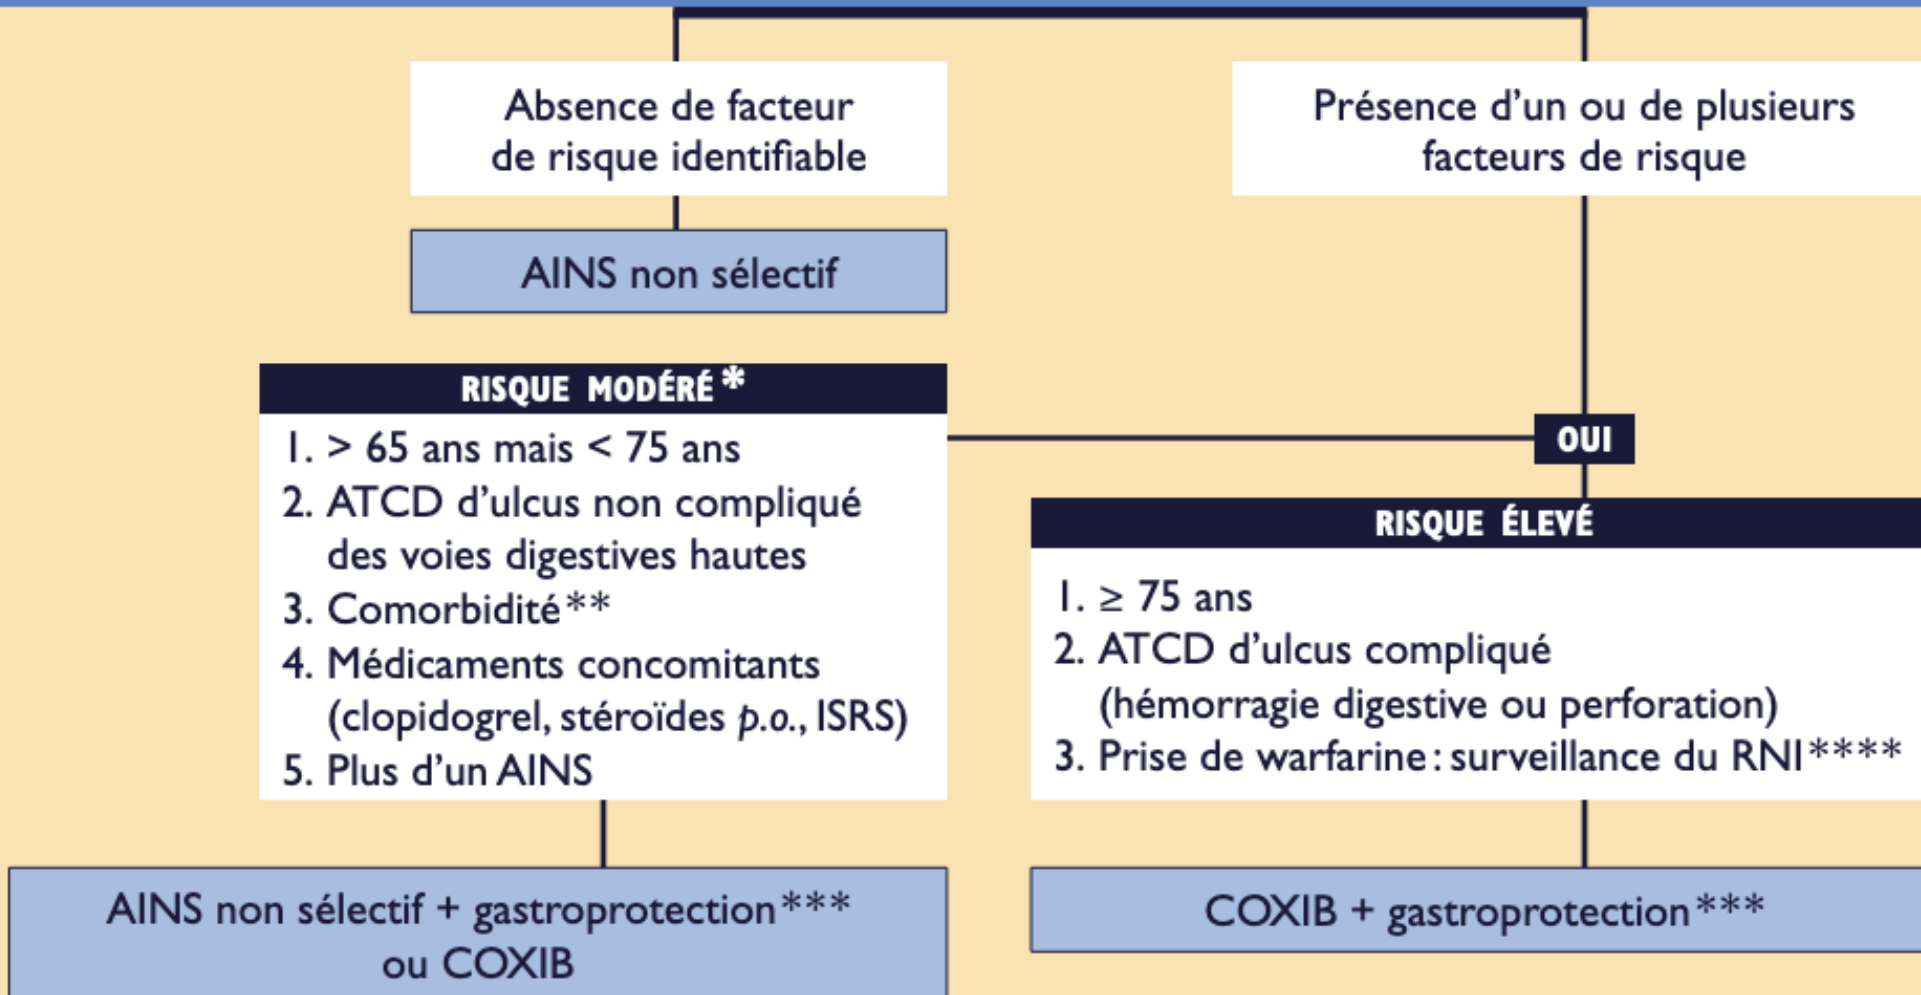 Absence de facteur
de risque identifiable
Présence d'un ou de plusieurs
facteurs de risque
AINS non sélectif
RISQUE MODÉRÉ*
1. > 65 ans mais < 75 ans
2. ATCD d'ulcus non compliqué
des voies digestives hautes
3. Comorbidité**
4. Médicaments concomitants
(clopidogrel, stéroïdes p.o., ISRS)
5. Plus d'un AINS
OUI
RISQUE ÉLEVÉ
1. ≥ 75 ans
2. ATCD d'ulcus compliqué
(hémorragie digestive ou perforation)
3. Prise de warfarine : surveillance du RNI****
AINS non sélectif + gastroprotection***
ou COXIB
COXIB + gastroprotection***